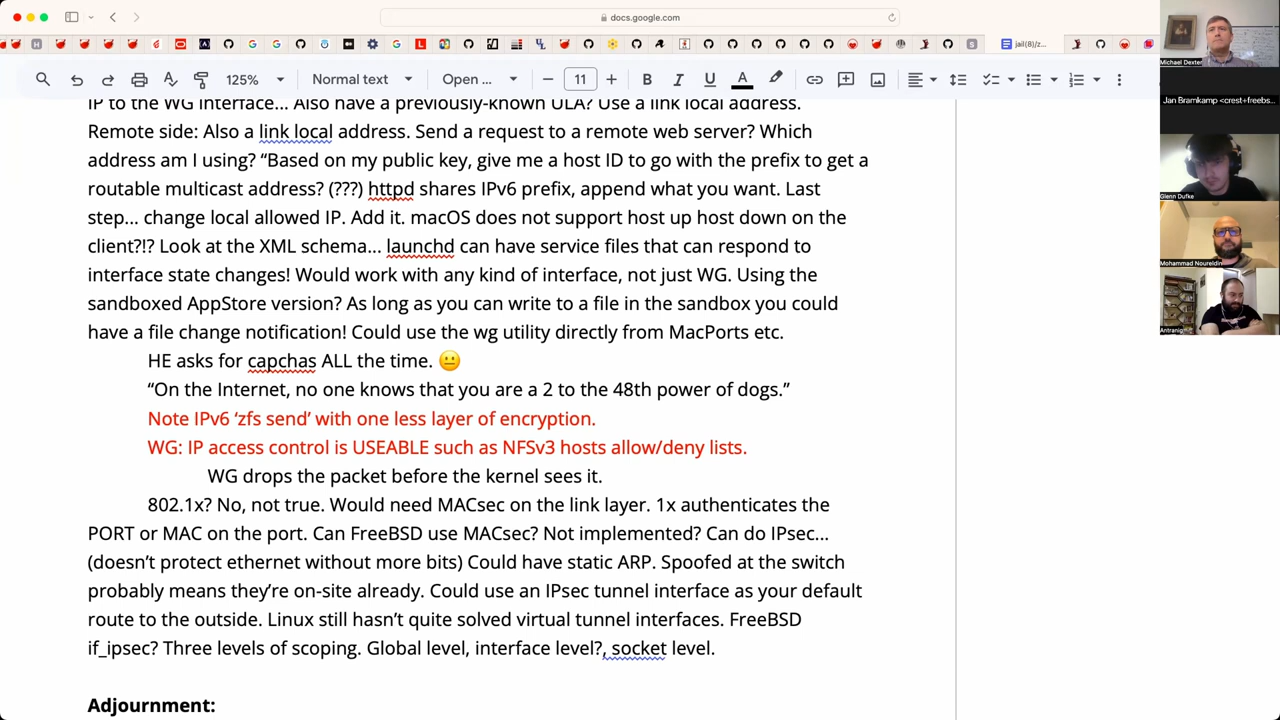 docs.google.com
jail(8)/z...
125%
Normal text
Open ...
11
IP to the WG interface... Also have a previously-known ULA? Use a link local address.
Remote side: Also a link local address. Send a request to a remote web server? Which
address am I using? “Based on my public key, give me a host ID to go with the prefix to get a
routable multicast address? (???) httpd shares IPv6 prefix, append what you want. Last
step... change local allowed IP. Add it. macOS does not support host up host down on the
client?!? Look at the XML schema... launchd can have service files that can respond to
interface state changes! Would work with any kind of interface, not just WG. Using the
sandboxed AppStore version? As long as you can write to a file in the sandbox you could
have a file change notification! Could use the wg utility directly from MacPorts etc.
HE asks for capchas ALL the time. 😐
“On the Internet, no one knows that you are a 2 to the 48th power of dogs.”
Note IPv6 ‘zfs send’ with one less layer of encryption.
WG: IP access control is USEABLE such as NFSv3 hosts allow/deny lists.
WG drops the packet before the kernel sees it.
802.1x? No, not true. Would need MACsec on the link layer. 1x authenticates the
PORT or MAC on the port. Can FreeBSD use MACsec? Not implemented? Can do IPsec...
(doesn’t protect ethernet without more bits) Could have static ARP. Spoofed at the switch
probably means they’re on-site already. Could use an IPsec tunnel interface as your default
route to the outside. Linux still hasn’t quite solved virtual tunnel interfaces. FreeBSD
if_ipsec? Three levels of scoping. Global level, interface level?, socket level.
Adjournment:
Michael Dexter
Jan Bramkamp <crest+freebs...
Glenn Dufke
Mohammad Noureldin
Antranig